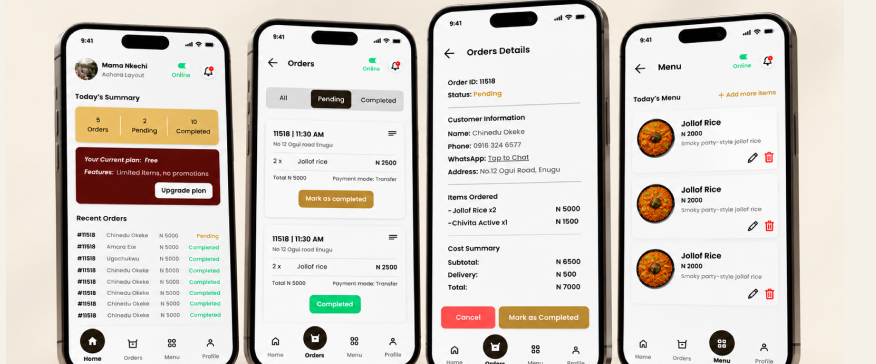 9:41
Mama Nkechi
Achara Layout
Online
Today's Summary
5 2 10
Orders Pending Completed
Your Current plan: Free
Features: Limited items, no promotions
Upgrade plan
Recent Orders
#11518 Chinedu Okeke N 5000 Pending
#11518 Amara Eze N 5000 Completed
#11518 Ugochukwu N 5000 Completed
#11518 Chinedu Okeke N 5000 Completed
#11518 Chinedu Okeke N 5000 Completed
#11518 Chinedu Okeke N 5000 Completed
#11518 Chinedu Okeke N 5000 Completed
#11518 Chinedu Okeke N 5000 Completed
Home Orders Menu Profile
9:41
Orders
Online
All Pending Completed
11518 | 11:30 AM
No 12 Ogui road Enugu
2 x Jollof rice N 2500
Total N 5000 Payment mode: Transfer
Mark as completed
11518 | 11:30 AM
No 12 Ogui road Enugu
2 x Jollof rice N 2500
Total N 5000 Payment mode: Transfer
Completed
Home Orders Menu Profile
9:41
Orders Details
Order ID: 11518
Status: Pending
Customer Information
Name: Chinedu Okeke
Phone: 0916 324 6577
WhatsApp: Tap to Chat
Address: No.12 Ogui Road, Enugu
Items Ordered
-Jollof Rice x2 N 5000
-Chivita Active x1 N 1500
Cost Summary
Subtotal: N 6500
Delivery: N 500
Total: N 7000
Cancel Mark as Completed
Home Orders Menu Profile
9:41
Menu
Online
Today's Menu + Add more items
Jollof Rice
N 2000
Smoky party-style jollof rice
Jollof Rice
N 2000
Smoky party-style jollof rice
Jollof Rice
N 2000
Smoky party-style jollof rice
Home Orders Menu Profile